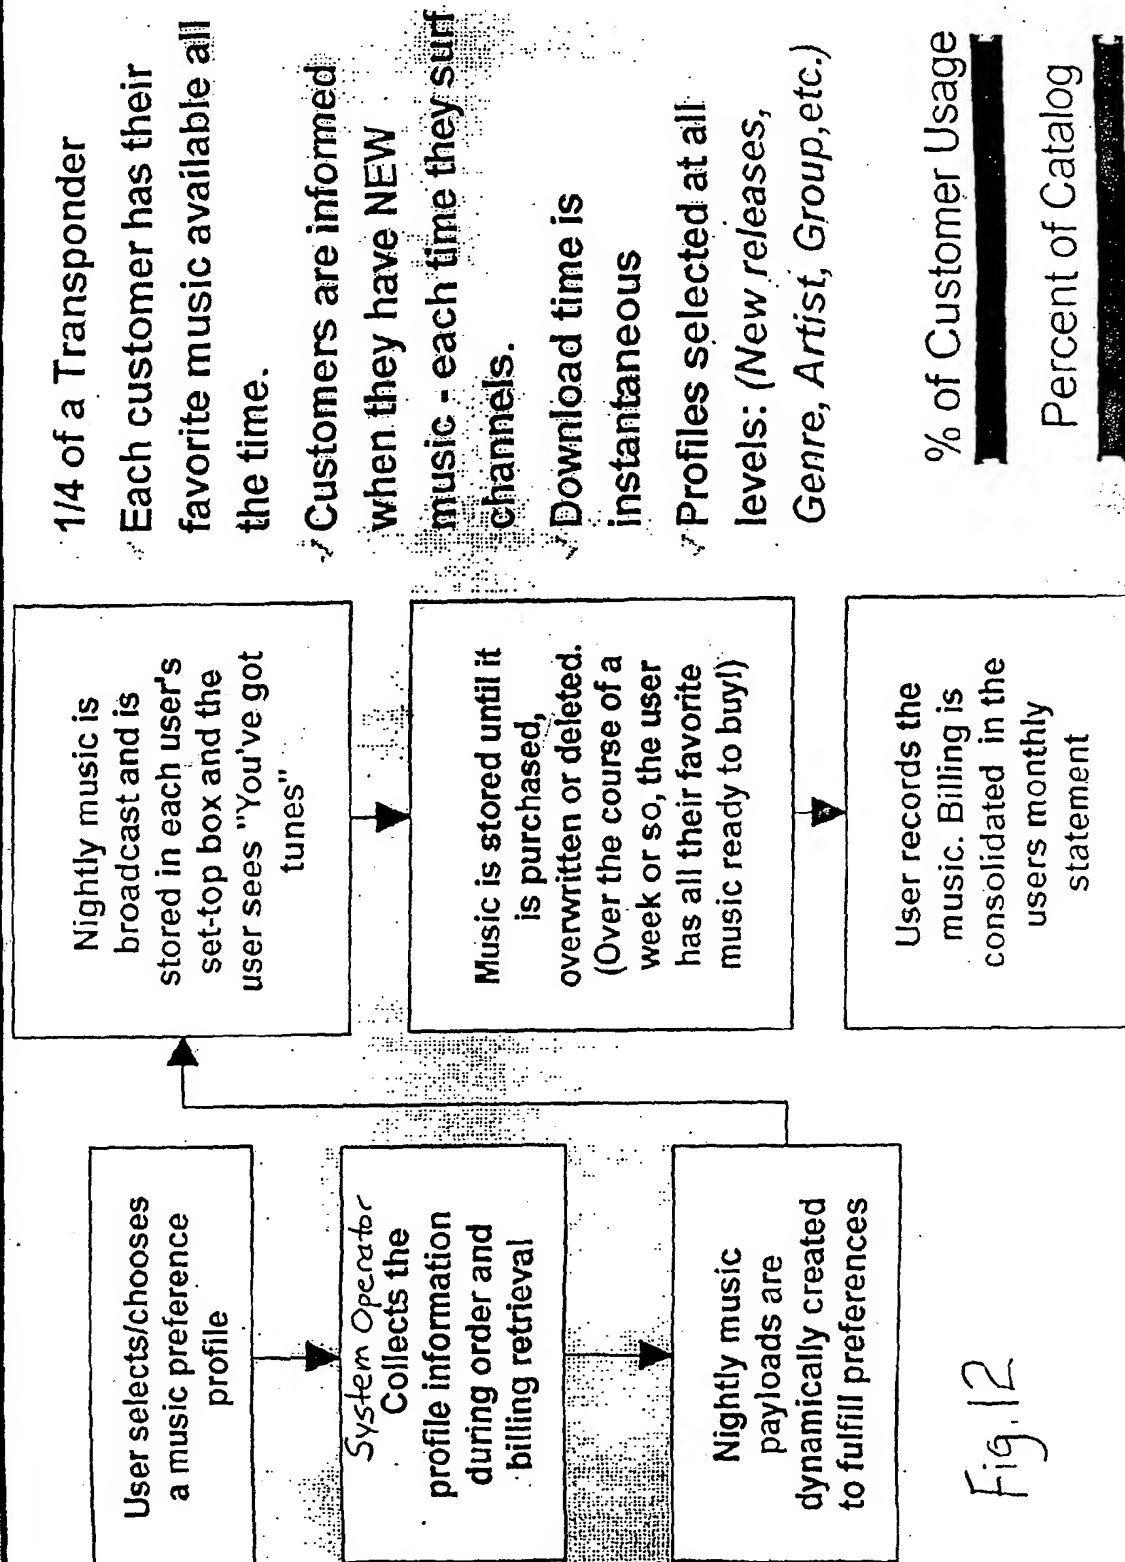 User selects/chooses
a music preference
profile
System Operator
Collects the
profile information
during order and
billing retrieval
Nightly music
payloads are
dynamically created
to fulfill preferences
Nightly music is
broadcast and is
stored in each user's
set-top box and the
user sees "You've got
tunes"
Music is stored until it
is purchased,
overwritten or deleted.
(Over the course of a
week or so, the user
has all their favorite
music ready to buy!)
User records the
music. Billing is
consolidated in the
users monthly
statement
1/4 of a Transponder
✓ Each customer has their
favorite music available all
the time.
✓ Customers are informed
when they have NEW
music - each time they surf
channels.
✓ Download time is
instantaneous
✓ Profiles selected at all
levels: (New releases,
Genre, Artist, Group,etc.)
% of Customer Usage
Percent of Catalog
Fig.12